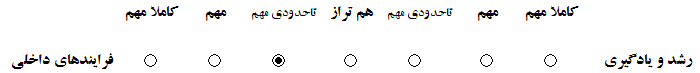 کاملا مهم مهم تاحدودی مهم هم تراز تاحدودی مهم مهم کاملا مهم
رشد و یادگیری فرایندهای داخلی